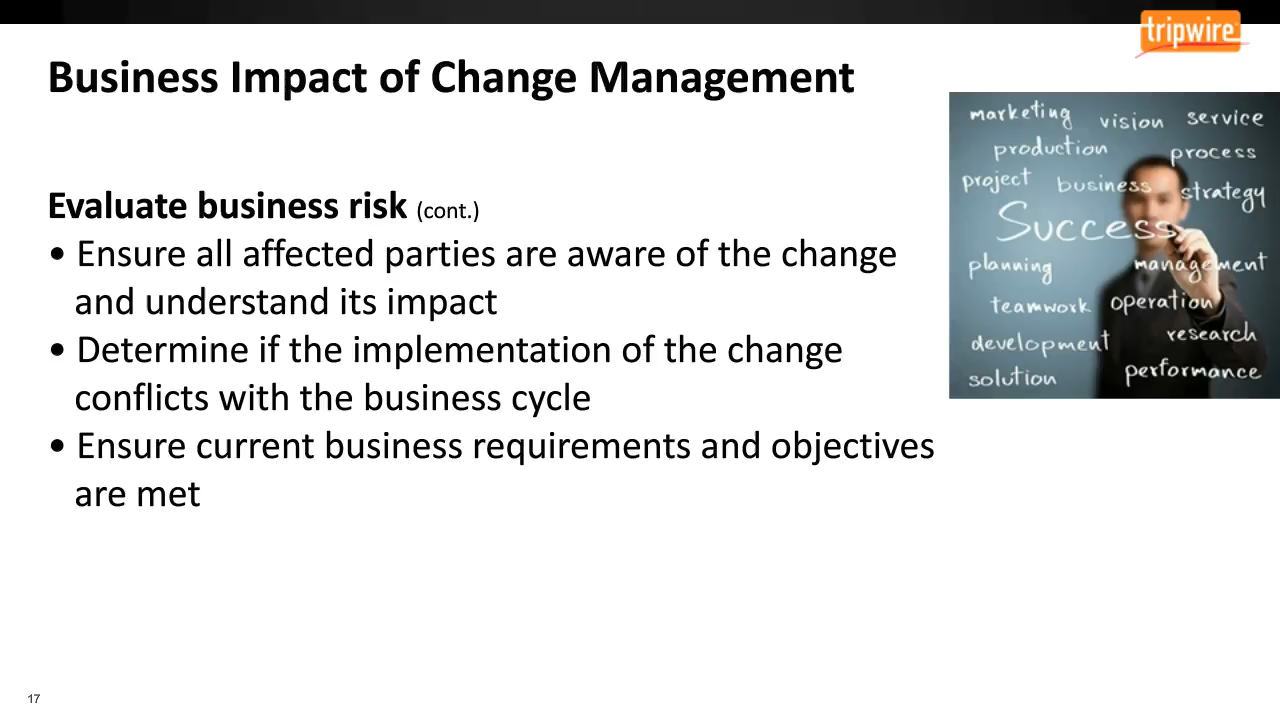 tripwire
Business Impact of Change Management
Evaluate business risk (cont.)
• Ensure all affected parties are aware of the change
and understand its impact
• Determine if the implementation of the change
conflicts with the business cycle
• Ensure current business requirements and objectives
are met
marketing vision service
production process
project business strategy
Success
planning management
teamwork operation
development research
solution performance
17